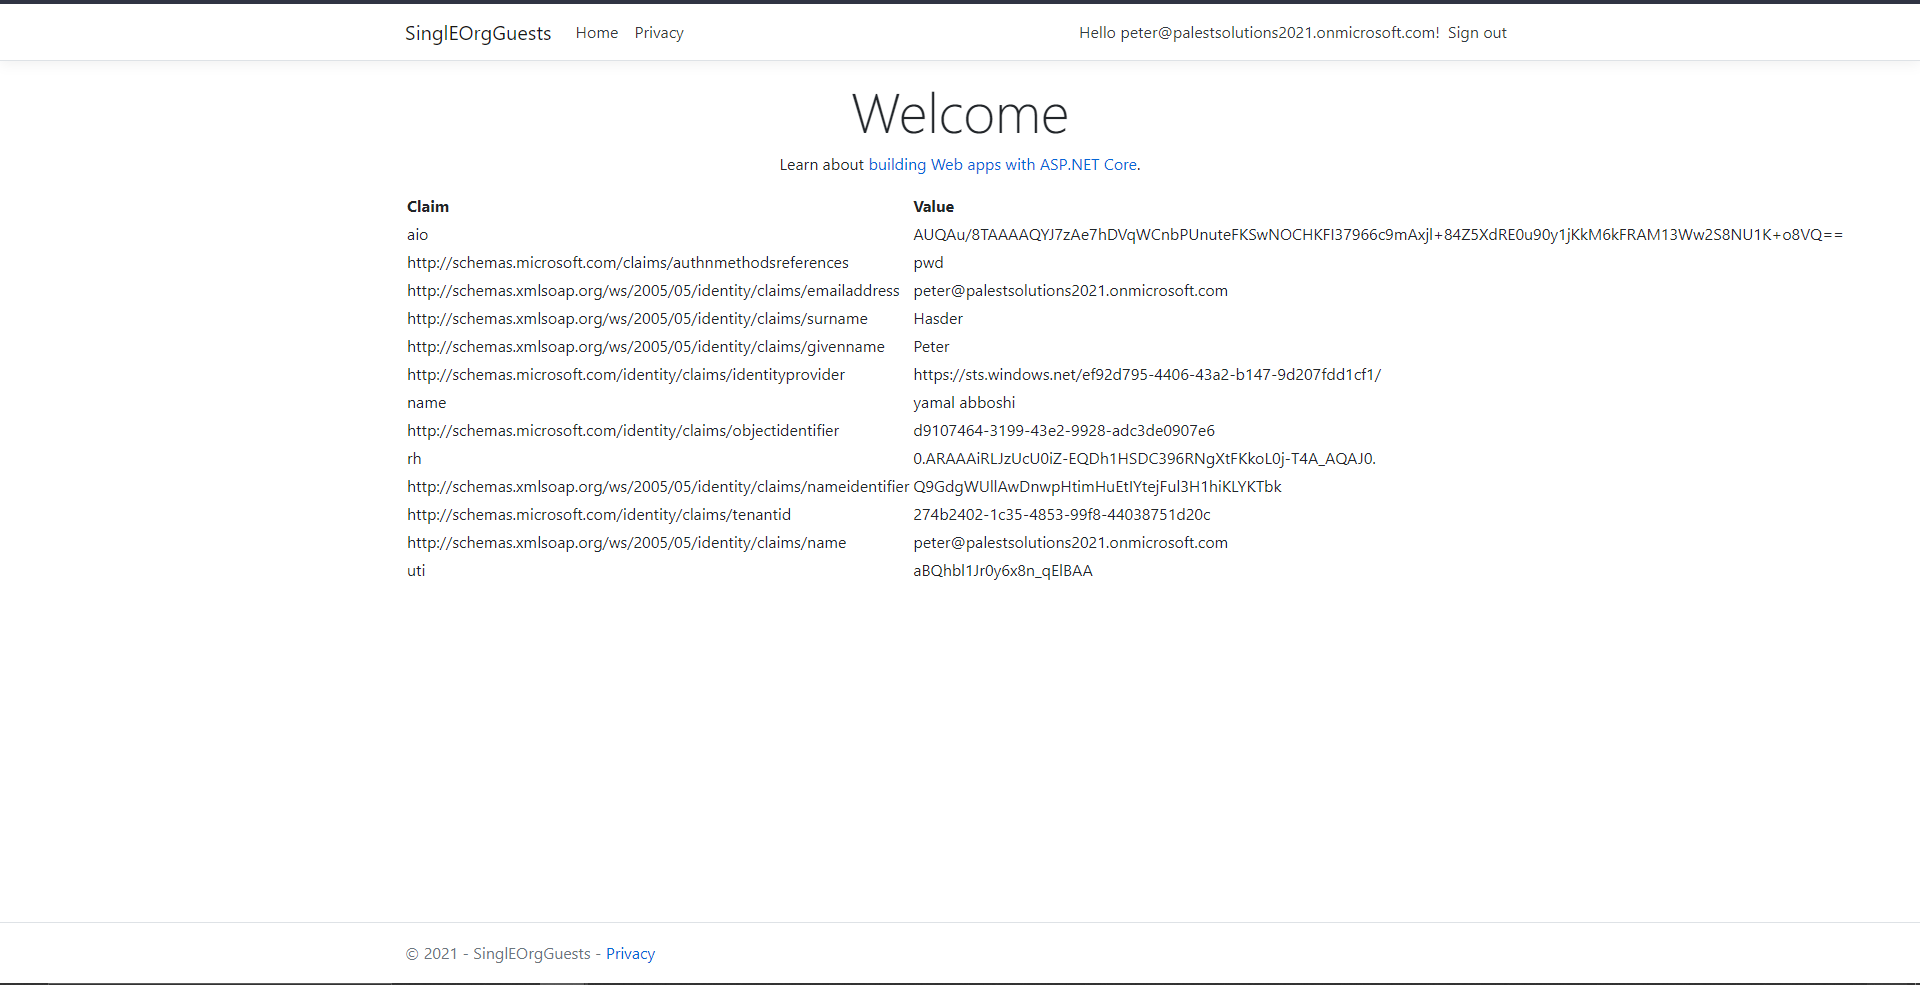 SinglEOrgGuests Home Privacy Hello peter@palestsolutions2021.onmicrosoft.com! Sign out
Welcome
Learn about building Web apps with ASP.NET Core.
Claim Value
aio AUQAu/8TAAAAQYJ7zAe7hDVqWCnbPUnuteFKSwNOCHKFI37966c9mAxjl+84Z5XdRE0u90y1jKkM6kFRAM13Ww2S8NU1K+o8VQ==
http://schemas.microsoft.com/claims/authnmethodsreferences pwd
http://schemas.xmlsoap.org/ws/2005/05/identity/claims/emailaddress peter@palestsolutions2021.onmicrosoft.com
http://schemas.xmlsoap.org/ws/2005/05/identity/claims/surname Hasder
http://schemas.xmlsoap.org/ws/2005/05/identity/claims/givenname Peter
http://schemas.microsoft.com/identity/claims/identityprovider https://sts.windows.net/ef92d795-4406-43a2-b147-9d207fdd1cf1/
name yamal abboshi
http://schemas.microsoft.com/identity/claims/objectidentifier d9107464-3199-43e2-9928-adc3de0907e6
rh 0.ARAAAiRLJzUcU0iZ-EQDh1HSDC396RNgXtFKkoL0j-T4A_AQAJ0.
http://schemas.xmlsoap.org/ws/2005/05/identity/claims/nameidentifier Q9GdgWUllAwDnwpHtimHuEtIYtejFul3H1hiKLYKTbk
http://schemas.microsoft.com/identity/claims/tenantid 274b2402-1c35-4853-99f8-44038751d20c
http://schemas.xmlsoap.org/ws/2005/05/identity/claims/name peter@palestsolutions2021.onmicrosoft.com
uti aBQhbl1Jr0y6x8n_qElBAA
© 2021 - SinglEOrgGuests - Privacy